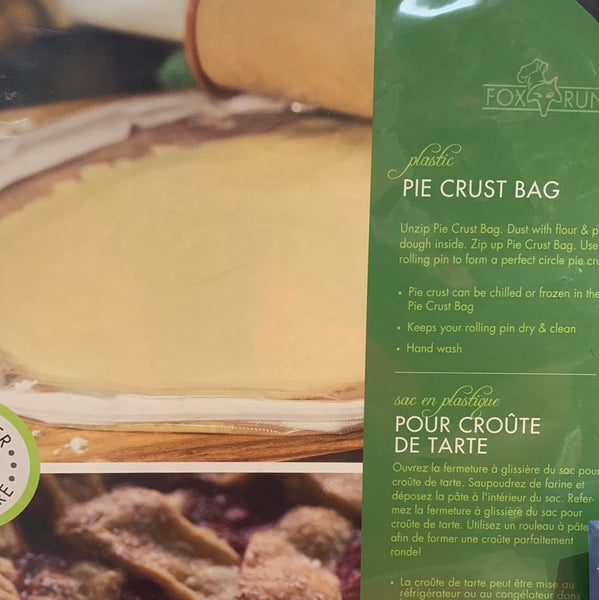 FOX RUN
plastic
PIE CRUST BAG
Unzip Pie Crust Bag. Dust with flour &
dough inside. Zip up Pie Crust Bag. Use
rolling pin to form a perfect circle pie
• Pie crust can be chilled or frozen in the
Pie Crust Bag
• Keeps your rolling pin dry & clean
• Hand wash
sac en plastique
POUR CROÛTE
DE TARTE
Ouvrez la fermeture à glissière du sac pour
croûte de tarte. Saupoudrez de farine et
déposez la pâte à l'intérieur du sac. Refer-
mez la fermeture à glissière du sac pour
croûte de tarte. Utilisez un rouleau à pâte
afin de former une croûte parfaitement
ronde!
• La croûte de tarte peut être mise au
réfrigérateur ou au congélateur dans